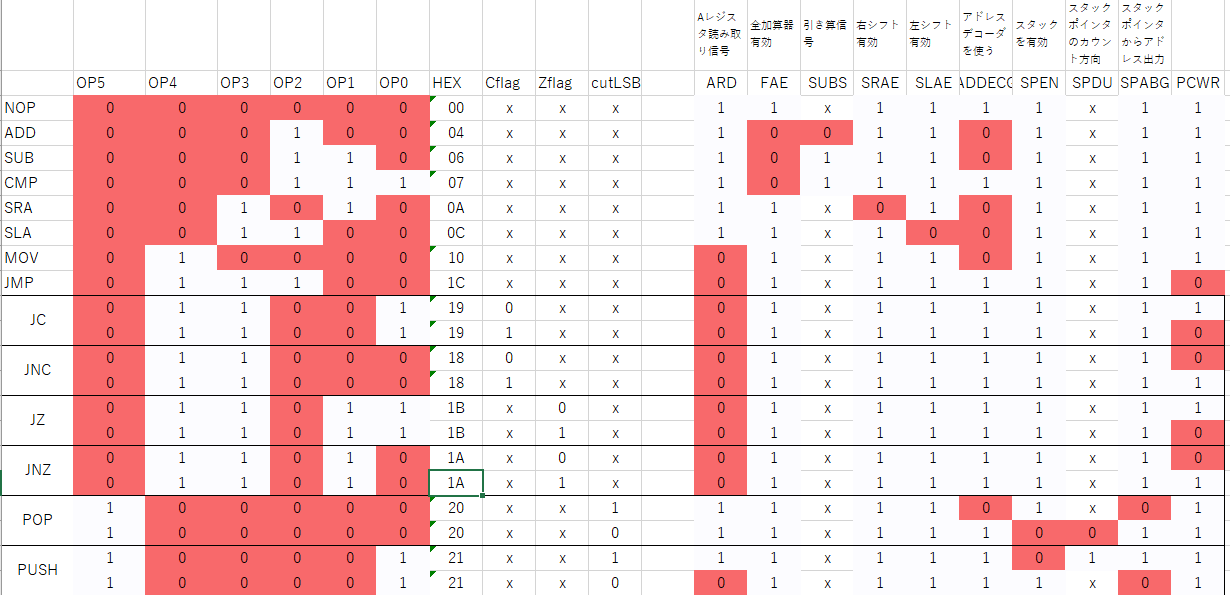 Aレジス 全加算器 引き算信 右シフト 左シフト アドレス スタック スタック スタック
タ読み取 有効 号 有効 有効 デコーダ を有効 ポインタ ポインタ
り信号 を使う のカウン からアド
ト方向 レス出力
OP5 OP4 OP3 OP2 OP1 OP0 HEX Cflag Zflag cutLSB ARD FAE SUBS SRAE SLAE ADDECO SPEN SPDU SPABG PCWR
NOP 0 0 0 0 0 0 00 x x x 1 1 x 1 1 1 1 x 1 1
ADD 0 0 0 1 0 0 04 x x x 1 0 0 1 1 0 1 x 1 1
SUB 0 0 0 1 1 0 06 x x x 1 0 1 1 1 0 1 x 1 1
CMP 0 0 0 1 1 1 07 x x x 1 0 1 1 1 1 1 x 1 1
SRA 0 0 1 0 1 0 0A x x x 1 1 x 0 1 0 1 x 1 1
SLA 0 0 1 1 0 0 0C x x x 1 1 x 1 0 0 1 x 1 1
MOV 0 1 0 0 0 0 10 x x x 0 1 x 1 1 0 1 x 1 1
JMP 0 1 1 1 0 0 1C x x x 0 1 x 1 1 1 1 x 1 0
JC 0 1 1 0 0 1 19 0 x x 0 1 x 1 1 1 1 x 1 1
0 1 1 0 0 1 19 1 x x 0 1 x 1 1 1 1 x 1 0
JNC 0 1 1 0 0 0 18 0 x x 0 1 x 1 1 1 1 x 1 0
0 1 1 0 0 0 18 1 x x 0 1 x 1 1 1 1 x 1 1
JZ 0 1 1 0 1 1 1B x 0 x 0 1 x 1 1 1 1 x 1 1
0 1 1 0 1 1 1B x 1 x 0 1 x 1 1 1 1 x 1 0
JNZ 0 1 1 0 1 0 1A x 0 x 0 1 x 1 1 1 1 x 1 0
0 1 1 0 1 0 1A x 1 x 0 1 x 1 1 1 1 x 1 1
POP 1 0 0 0 0 0 20 x x 1 1 1 x 1 1 0 1 x 0 1
1 0 0 0 0 0 20 x x 0 1 1 x 1 1 1 0 0 1 1
PUSH 1 0 0 0 0 1 21 x x 1 1 1 x 1 1 1 0 1 1 1
1 0 0 0 0 1 21 x x 0 0 1 x 1 1 1 1 x 0 1